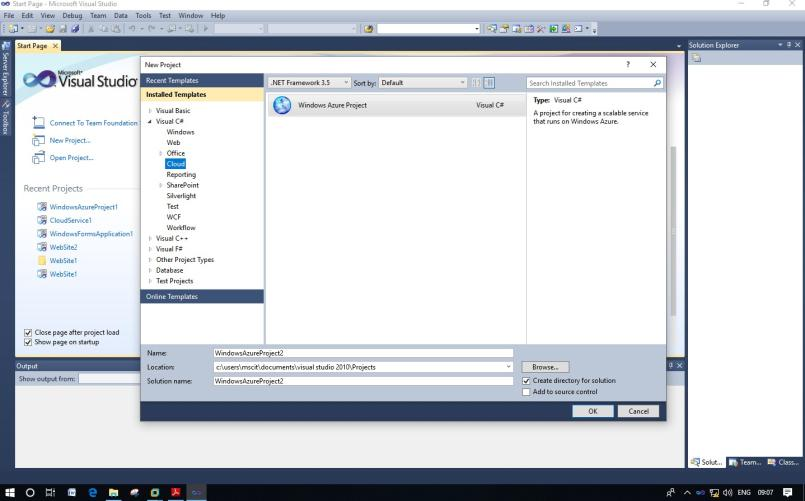 Start Page - Microsoft Visual Studio
File Edit View Debug Team Data Tools Test Window Help
Start Page
Solution Explorer
Server Explorer
Toolbox
Microsoft
Visual Studio
Connect To Team Foundation
New Project...
Open Project...
Recent Projects
WindowsAzureProject1
CloudService1
WindowsFormsApplication1
WebSite2
WebSite1
WebSite1
Close page after project load
Show page on startup
New Project
Recent Templates
Installed Templates
Visual Basic
Visual C#
Windows
Web
Office
Cloud
Reporting
SharePoint
Silverlight
Test
WCF
Workflow
Visual C++
Visual F#
Other Project Types
Database
Test Projects
Online Templates
.NET Framework 3.5 Sort by: Default
Windows Azure Project Visual C#
Search Installed Templates
Type: Visual C#
A project for creating a scalable service
that runs on Windows Azure.
Name: WindowsAzureProject2
Location: c:\users\mscit\documents\visual studio 2010\Projects
Browse...
Solution name: WindowsAzureProject2
Create directory for solution
Add to source control
OK Cancel
Output
Show output from:
Solut... Team... Class...
ENG 09:07